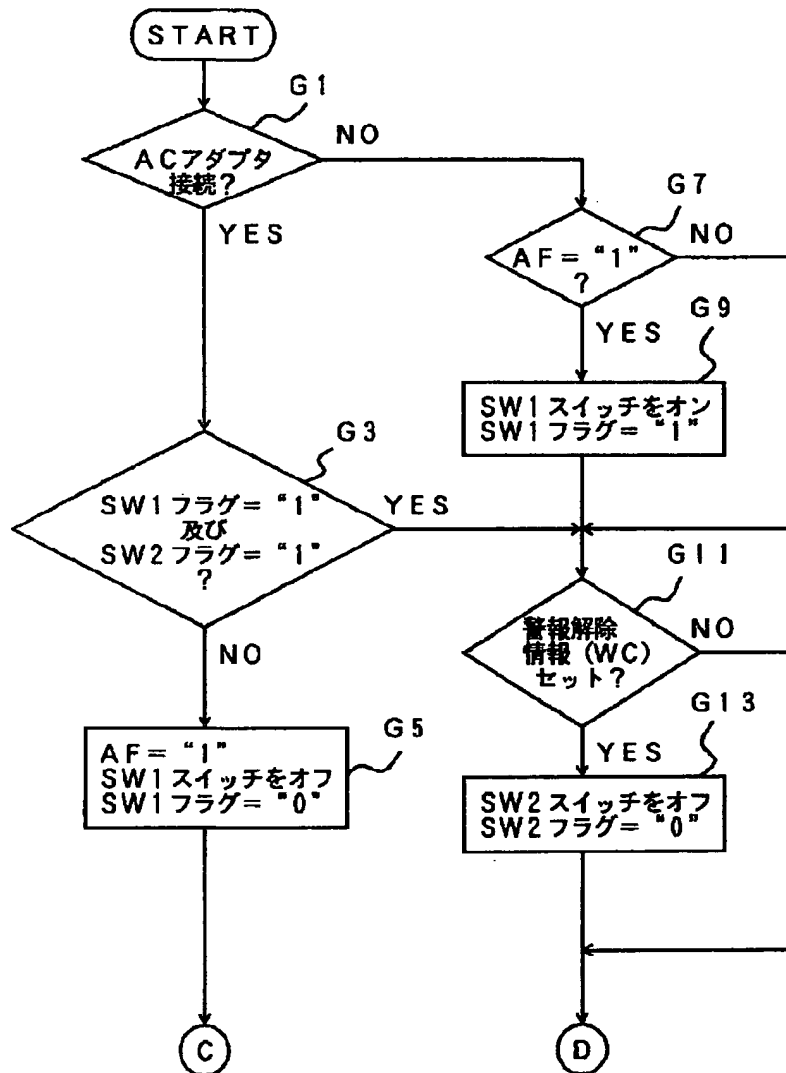 START
G1
ACアダプタ
接続？
NO
YES
G7
AF＝“1”
？
NO
YES
G9
SW1スイッチをオン
SW1フラグ＝“1”
G3
SW1フラグ＝“1”
及び
SW2フラグ＝“1”
？
YES
NO
G11
警報解除
情報（WC）
セット？
NO
YES
G5
AF＝“1”
SW1スイッチをオフ
SW1フラグ＝“0”
G13
SW2スイッチをオフ
SW2フラグ＝“0”
C
D